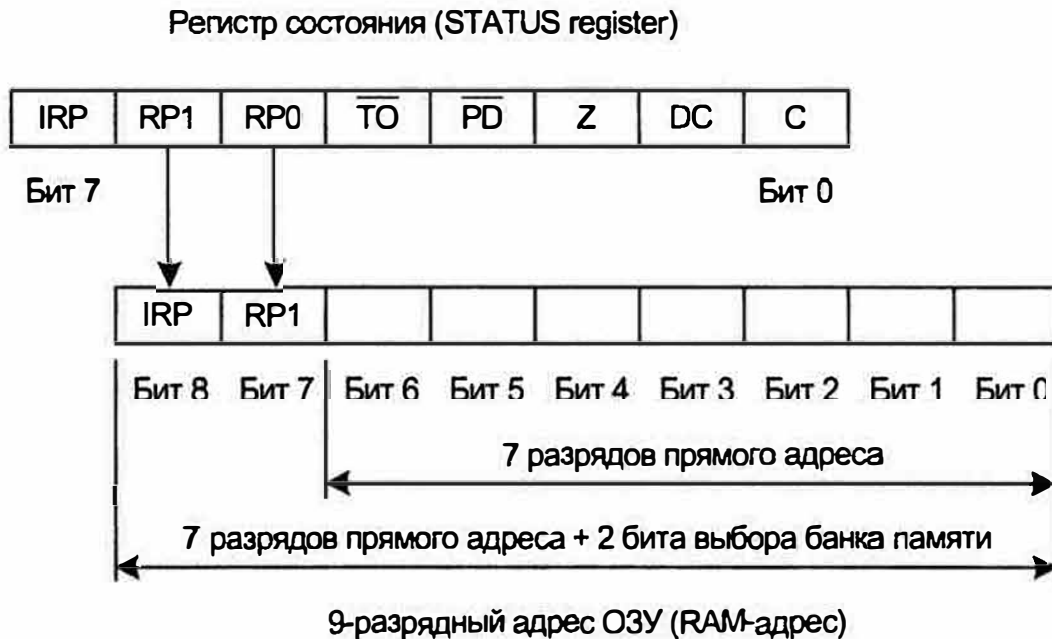 Регистр состояния (STATUS register)
IRP RP1 RP0 T̅O̅ P̅D̅ Z DC C
Бит 7 Бит 0
IRP RP1
Бит 8 Бит 7 Бит 6 Бит 5 Бит 4 Бит 3 Бит 2 Бит 1 Бит 0
7 разрядов прямого адреса
7 разрядов прямого адреса + 2 бита выбора банка памяти
9-разрядный адрес ОЗУ (RAM-адрес)